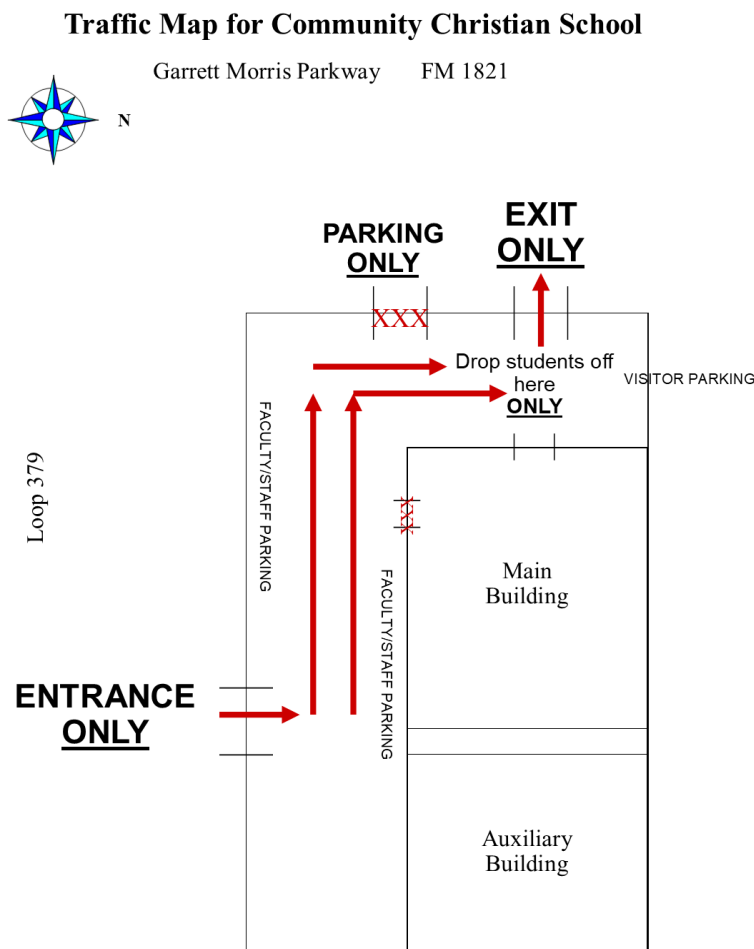 Traffic Map for Community Christian School
Garrett Morris Parkway FM 1821
N
EXIT
ONLY
PARKING
ONLY
XXX
Drop students off
here
ONLY
VISITOR PARKING
FACULTY/STAFF PARKING
Loop 379
XXX
FACULTY/STAFF PARKING
Main
Building
ENTRANCE
ONLY
Auxiliary
Building